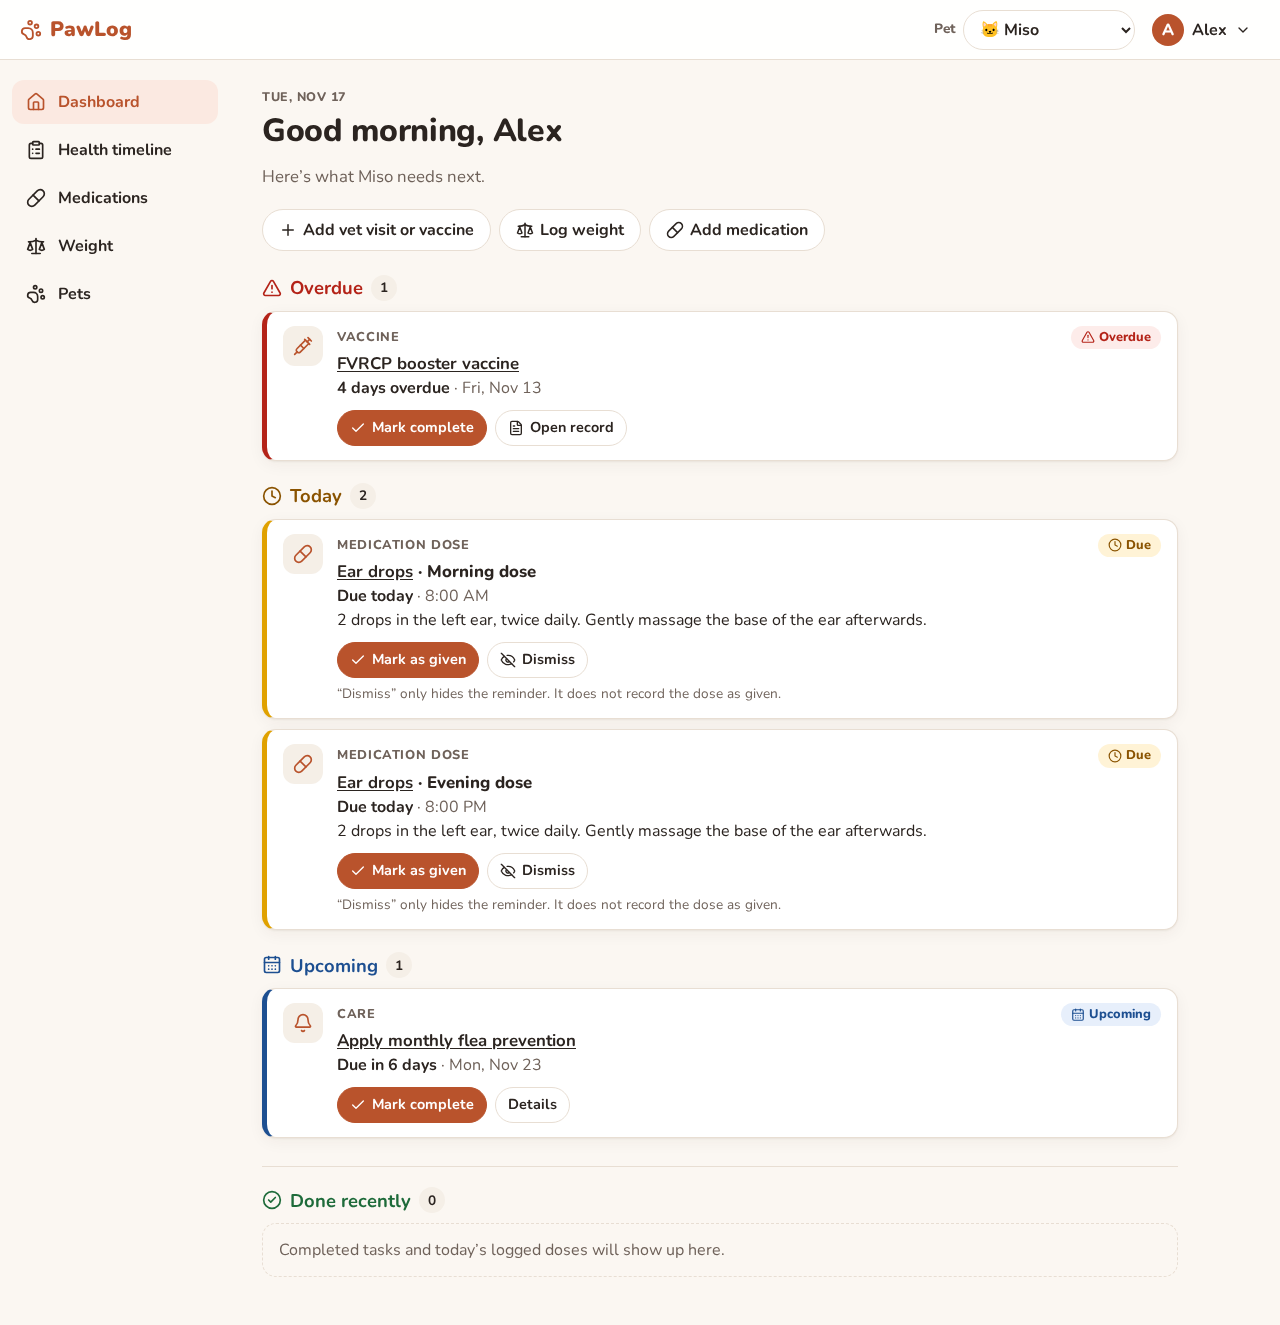 PawLog
Pet
🐱 Miso
A
Alex
Dashboard
Health timeline
Medications
Weight
Pets
TUE, NOV 17
Good morning, Alex
Here’s what Miso needs next.
Add vet visit or vaccine
Log weight
Add medication
Overdue 1
VACCINE
Overdue
FVRCP booster vaccine
4 days overdue · Fri, Nov 13
Mark complete
Open record
Today 2
MEDICATION DOSE
Due
Ear drops · Morning dose
Due today · 8:00 AM
2 drops in the left ear, twice daily. Gently massage the base of the ear afterwards.
Mark as given
Dismiss
“Dismiss” only hides the reminder. It does not record the dose as given.
MEDICATION DOSE
Due
Ear drops · Evening dose
Due today · 8:00 PM
2 drops in the left ear, twice daily. Gently massage the base of the ear afterwards.
Mark as given
Dismiss
“Dismiss” only hides the reminder. It does not record the dose as given.
Upcoming 1
CARE
Upcoming
Apply monthly flea prevention
Due in 6 days · Mon, Nov 23
Mark complete
Details
Done recently 0
Completed tasks and today’s logged doses will show up here.